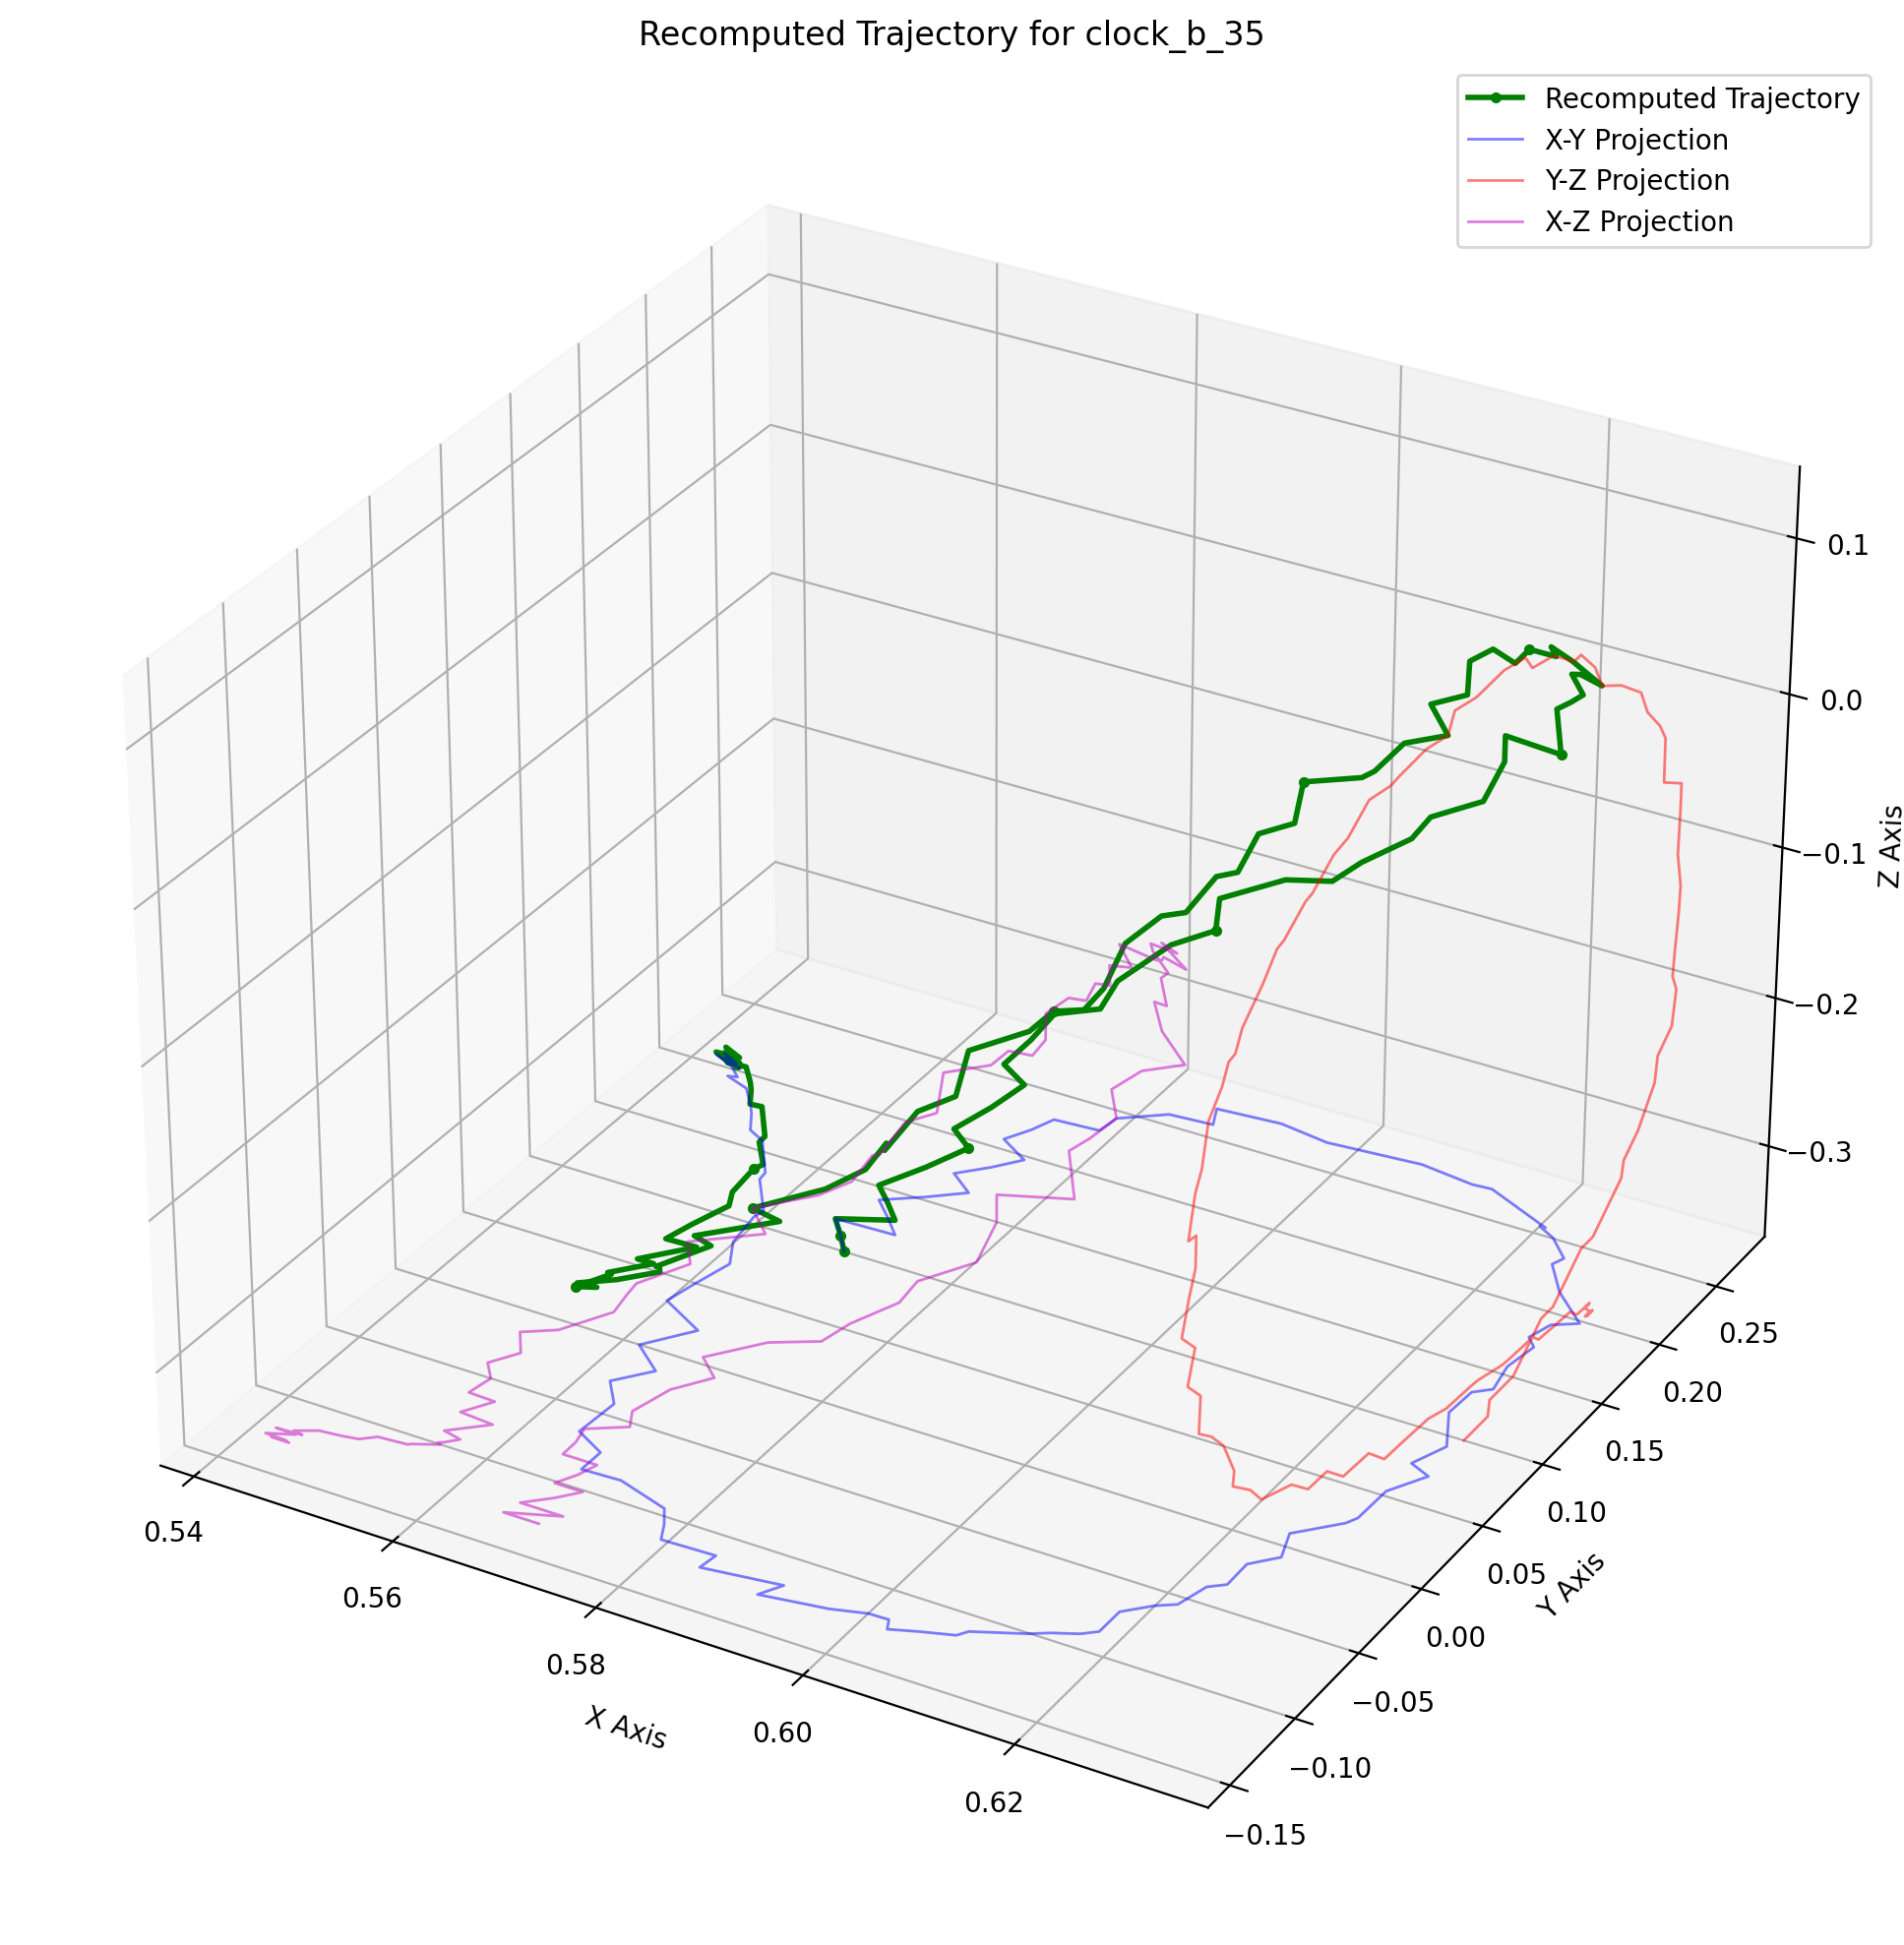 Recomputed Trajectory for clock_b_35
Recomputed Trajectory
X-Y Projection
Y-Z Projection
X-Z Projection
0.1
0.0
−0.1
−0.2
−0.3
Z Axis
0.25
0.20
0.15
0.10
0.05
0.00
−0.05
−0.10
−0.15
Y Axis
0.54
0.56
0.58
0.60
0.62
X Axis